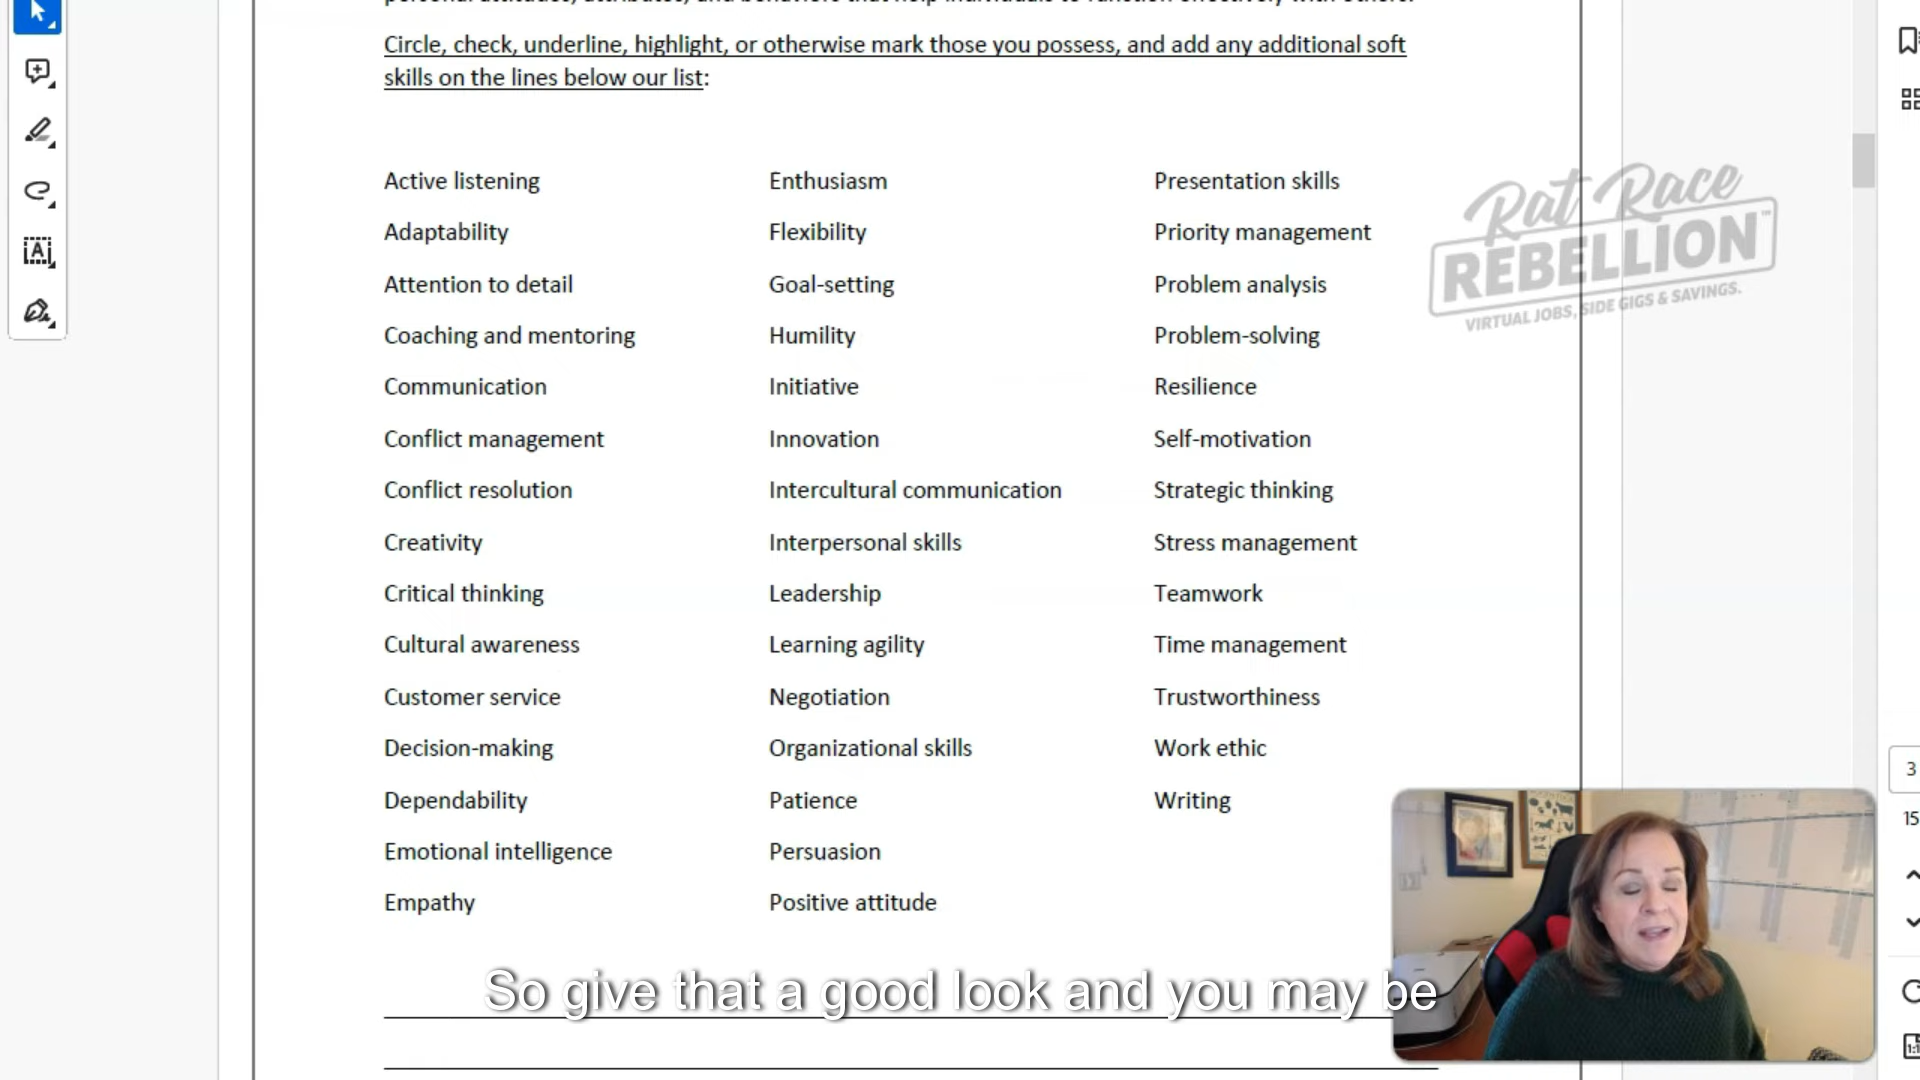 Circle, check, underline, highlight, or otherwise mark those you possess, and add any additional soft
skills on the lines below our list:
Active listening
Adaptability
Attention to detail
Coaching and mentoring
Communication
Conflict management
Conflict resolution
Creativity
Critical thinking
Cultural awareness
Customer service
Decision-making
Dependability
Emotional intelligence
Empathy
Enthusiasm
Flexibility
Goal-setting
Humility
Initiative
Innovation
Intercultural communication
Interpersonal skills
Leadership
Learning agility
Negotiation
Organizational skills
Patience
Persuasion
Positive attitude
Presentation skills
Priority management
Problem analysis
Problem-solving
Resilience
Self-motivation
Strategic thinking
Stress management
Teamwork
Time management
Trustworthiness
Work ethic
Writing
Rat Race
REBELLION™
VIRTUAL JOBS, SIDE GIGS & SAVINGS.
3
15
So give that a good look and you may be